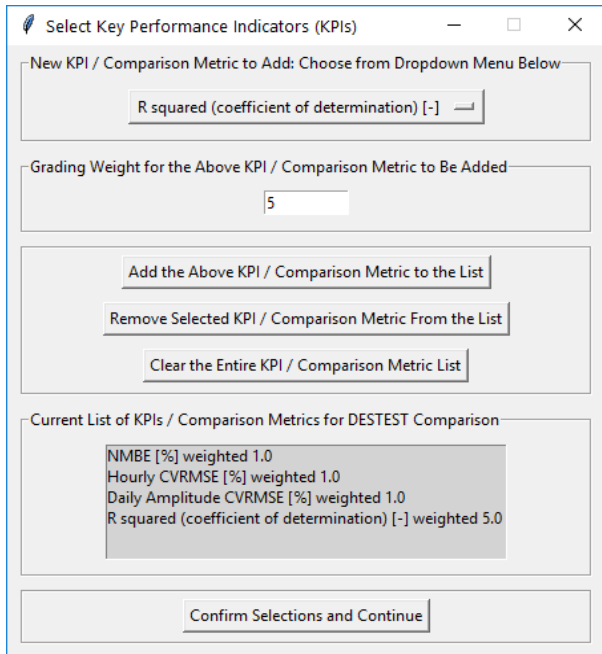 Select Key Performance Indicators (KPIs)
New KPI / Comparison Metric to Add: Choose from Dropdown Menu Below
R squared (coefficient of determination) [-]
Grading Weight for the Above KPI / Comparison Metric to Be Added
5
Add the Above KPI / Comparison Metric to the List
Remove Selected KPI / Comparison Metric From the List
Clear the Entire KPI / Comparison Metric List
Current List of KPIs / Comparison Metrics for DESTEST Comparison
NMBE [%] weighted 1.0
Hourly CVRMSE [%] weighted 1.0
Daily Amplitude CVRMSE [%] weighted 1.0
R squared (coefficient of determination) [-] weighted 5.0
Confirm Selections and Continue